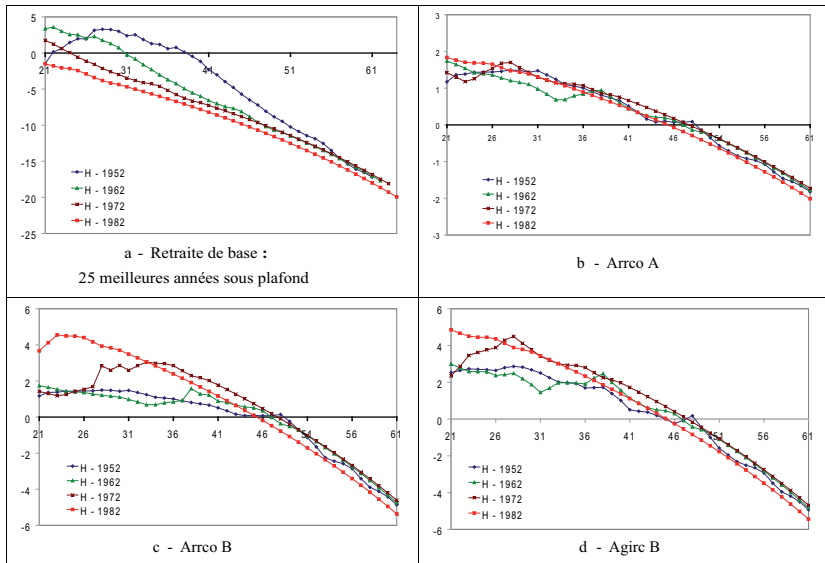 5
0
-5
-10
-15
-20
-25
21 31 41 51 61
H - 1952
H - 1962
H - 1972
H - 1982
a - Retraite de base :
25 meilleures années sous plafond
3
2
1
0
-1
-2
-3
21 26 31 36 41 46 51 56 61
H - 1952
H - 1962
H - 1972
H - 1982
b - Arrco A
6
4
2
0
-2
-4
-6
21 26 31 36 41 46 51 56 61
H - 1952
H - 1962
H - 1972
H - 1982
c - Arrco B
6
4
2
0
-2
-4
-6
21 26 31 36 41 46 51 56 61
H - 1952
H - 1962
H - 1972
H - 1982
d - Agirc B